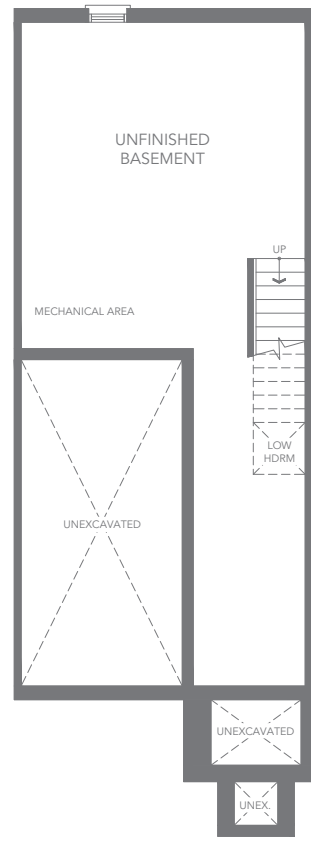 UNFINISHED
BASEMENT
UP
MECHANICAL AREA
LOW
HDRM
UNEXCAVATED
UNEXCAVATED
UNEX.